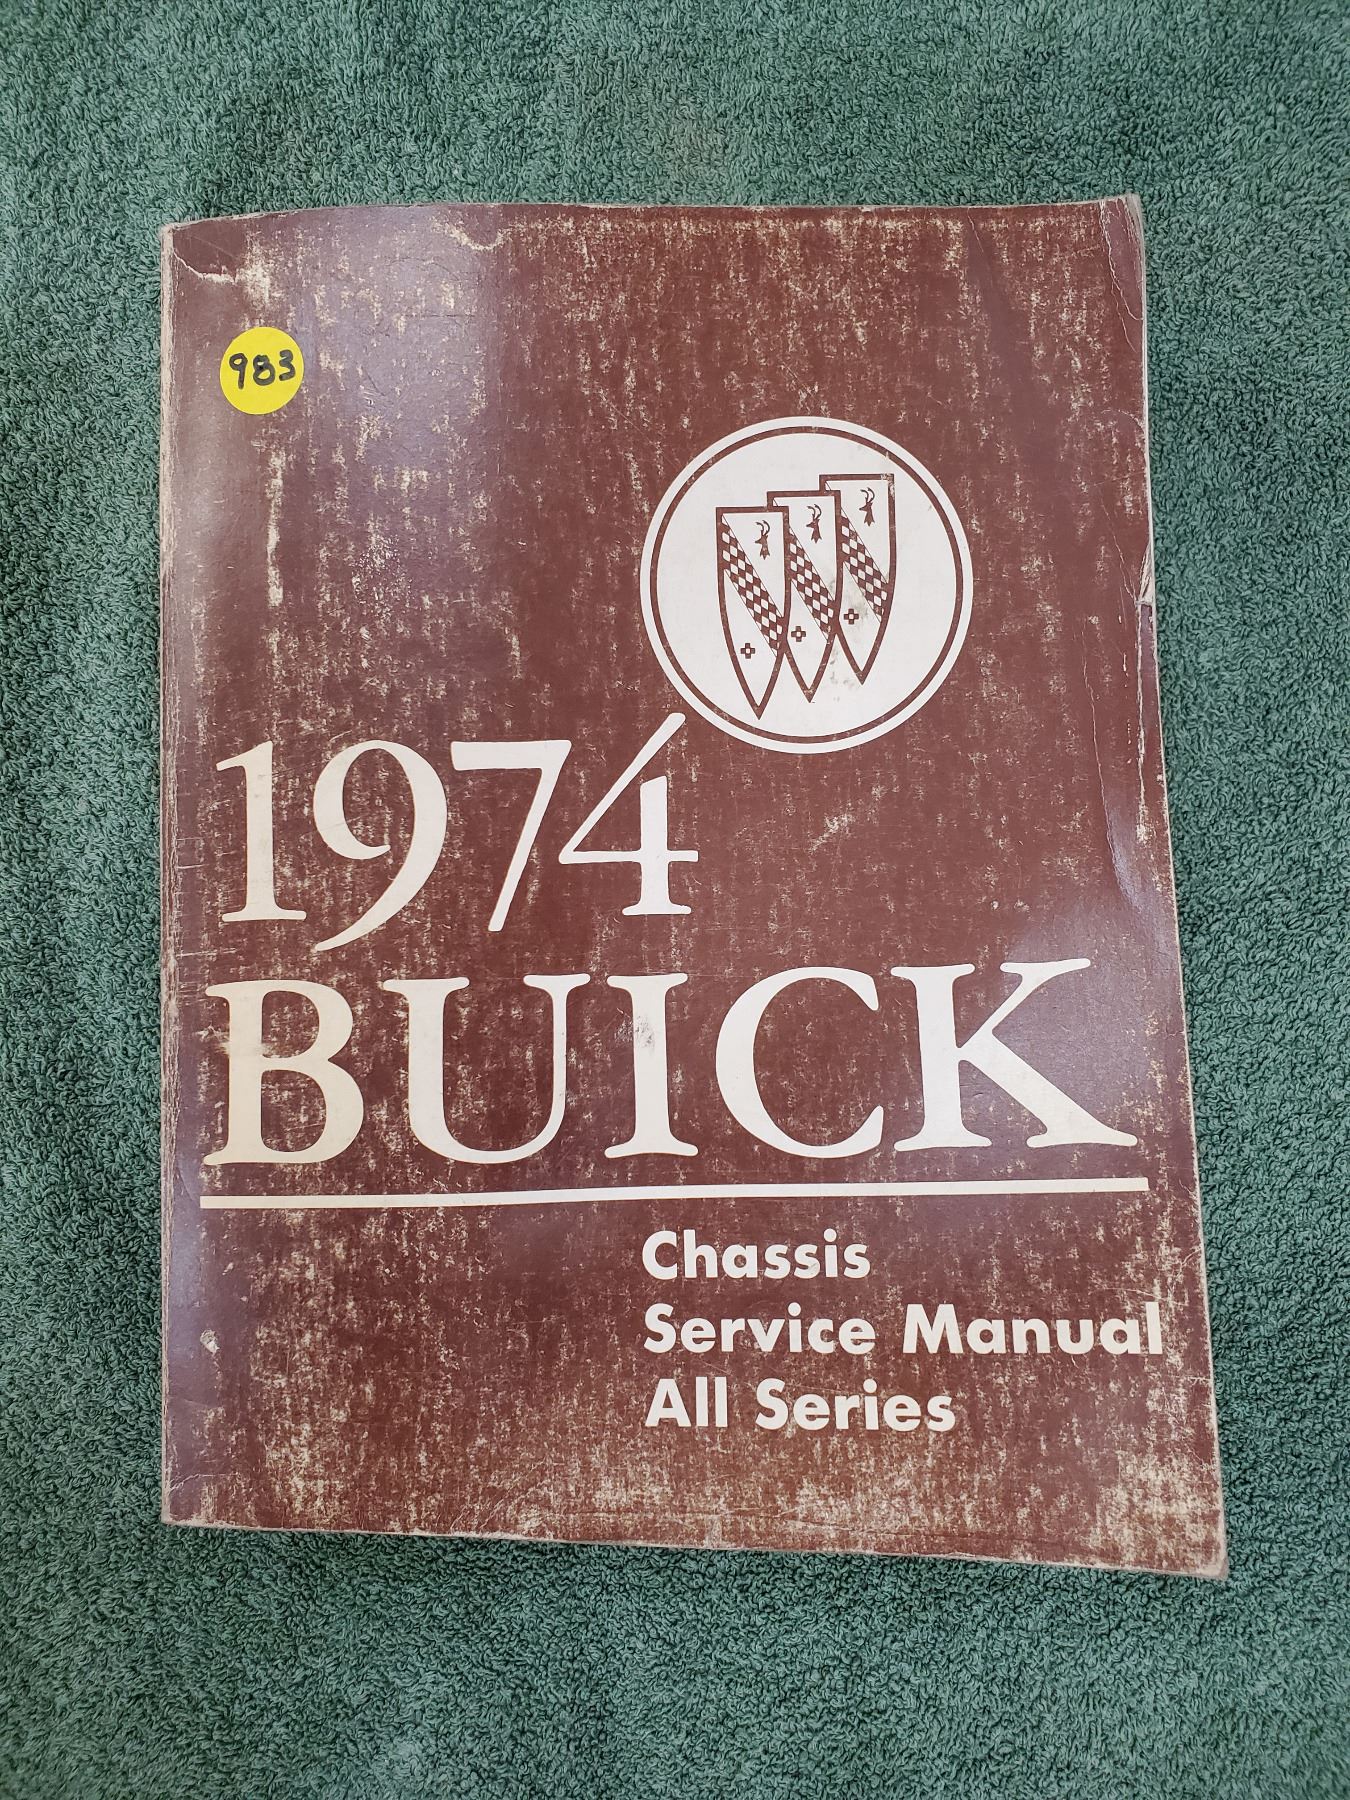 983
1974
BUICK
Chassis
Service Manual
All Series